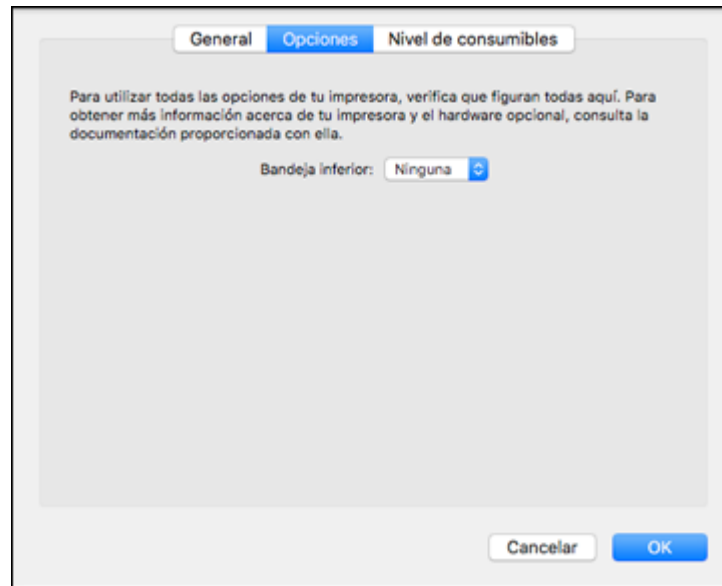 General Opciones Nivel de consumibles
Para utilizar todas las opciones de tu impresora, verifica que figuran todas aquí. Para
obtener más información acerca de tu impresora y el hardware opcional, consulta la
documentación proporcionada con ella.
Bandeja inferior: Ninguna
Cancelar OK